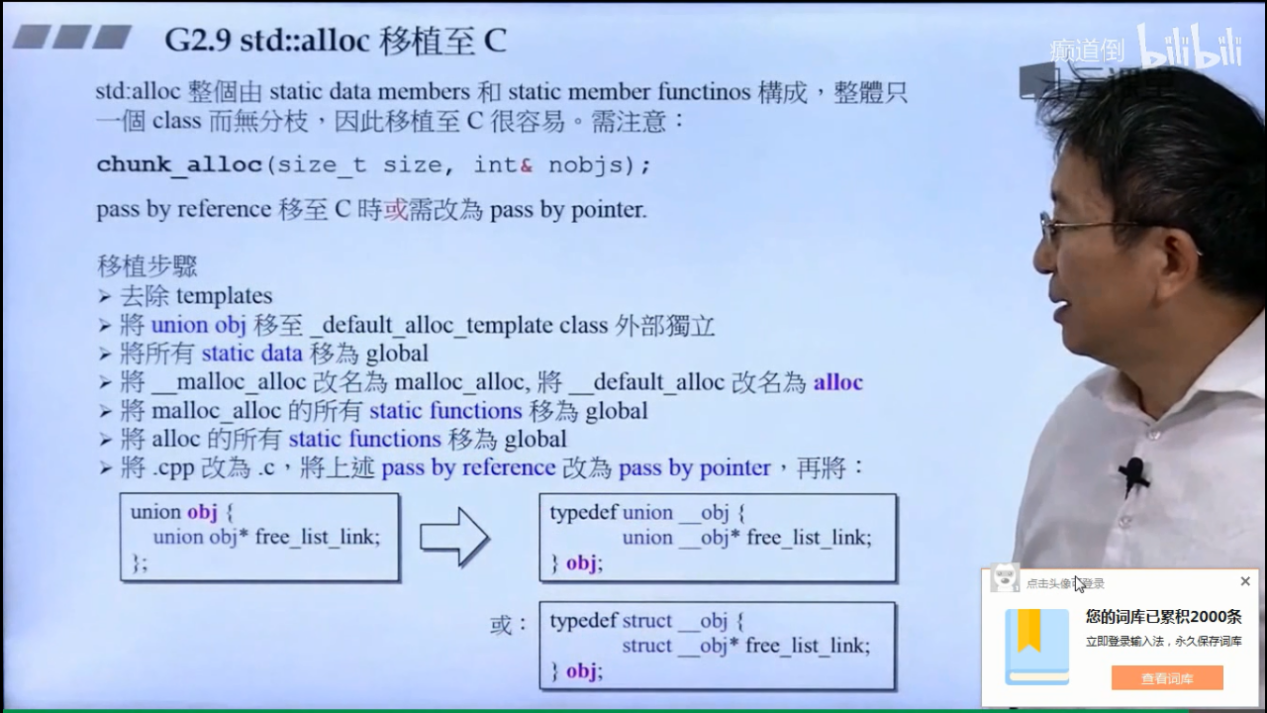 G2.9 std::alloc 移植至 C
癲道倒 bilibili
std:alloc 整個由 static data members 和 static member functinos 構成，整體只
一個 class 而無分枝，因此移植至 C 很容易。需注意：
chunk_alloc(size_t size, int& nobjs);
pass by reference 移至 C 時或需改為 pass by pointer.
移植步驟
➢ 去除 templates
➢ 將 union obj 移至 _default_alloc_template class 外部獨立
➢ 將所有 static data 移為 global
➢ 將 __malloc_alloc 改名為 malloc_alloc, 將 __default_alloc 改名為 alloc
➢ 將 malloc_alloc 的所有 static functions 移為 global
➢ 將 alloc 的所有 static functions 移為 global
➢ 將 .cpp 改為 .c，將上述 pass by reference 改為 pass by pointer，再將：
union obj {
union obj* free_list_link;
};
typedef union __obj {
union __obj* free_list_link;
} obj;
或：
typedef struct __obj {
struct __obj* free_list_link;
} obj;
点击头像可登录
您的词库已累积2000条
立即登录输入法，永久保存词库
查看词库